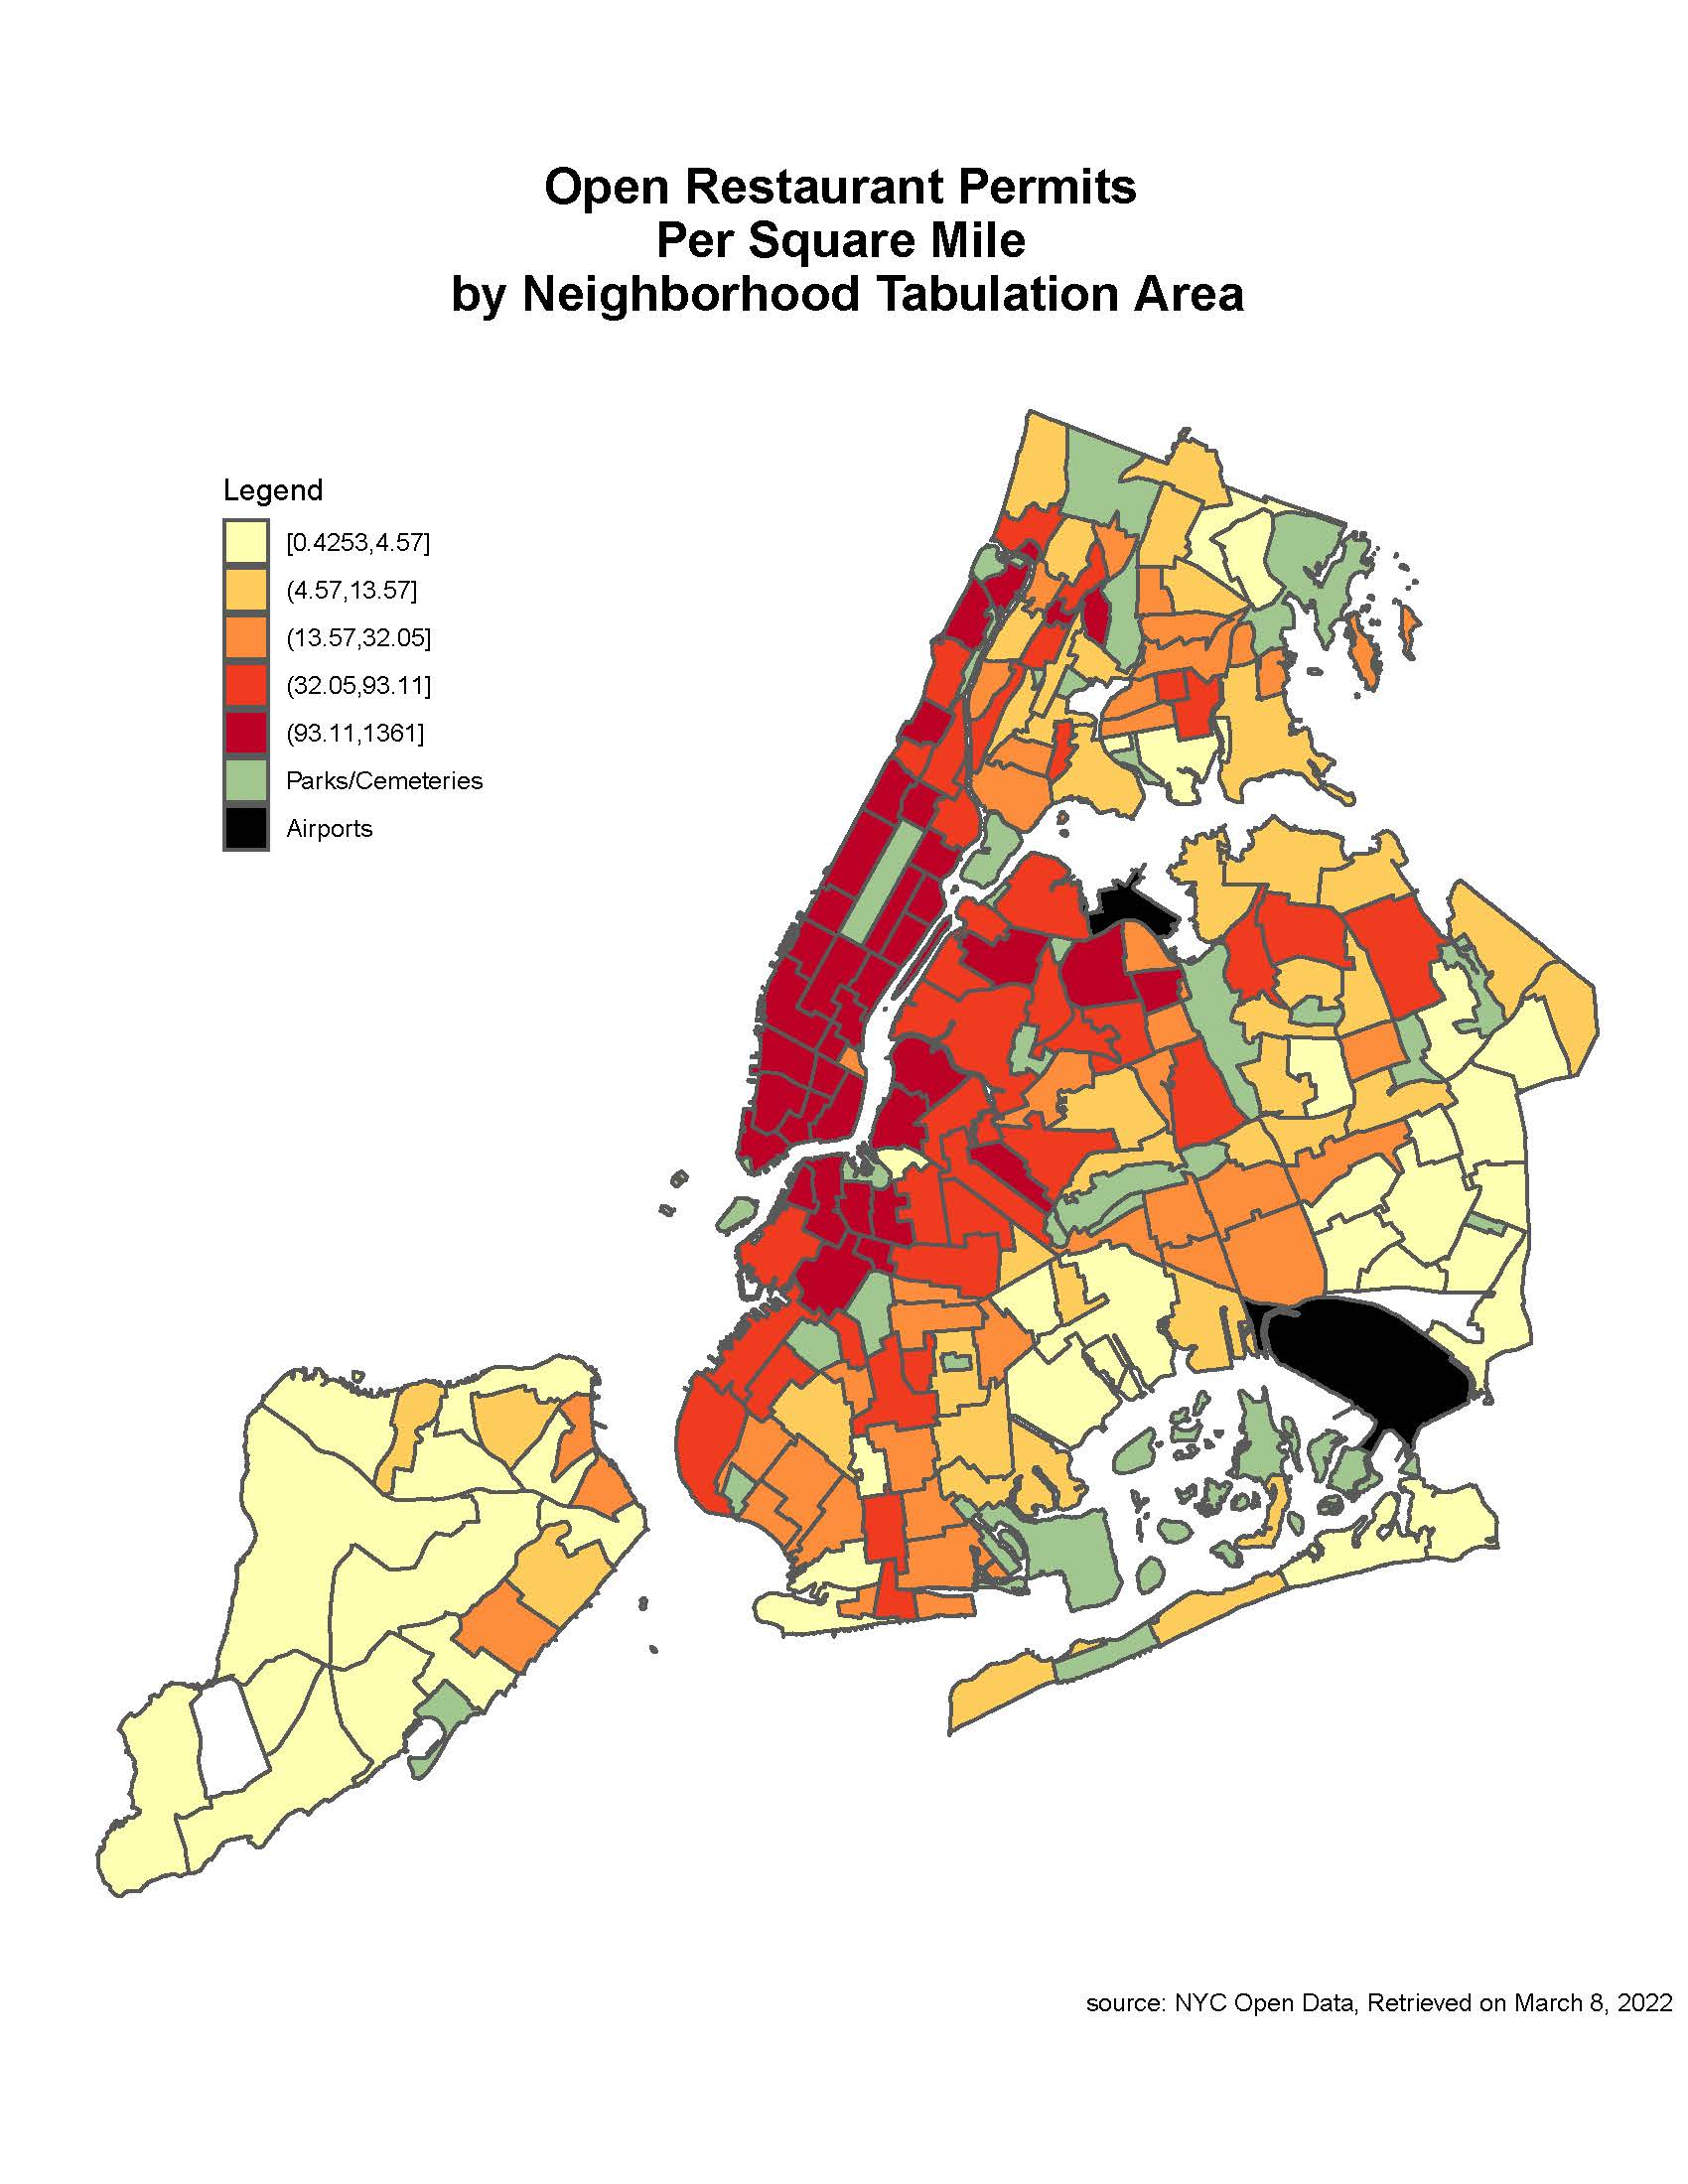 Open Restaurant Permits
Per Square Mile
by Neighborhood Tabulation Area
Legend
[0.4253,4.57]
(4.57,13.57]
(13.57,32.05]
(32.05,93.11]
(93.11,1361]
Parks/Cemeteries
Airports
source: NYC Open Data, Retrieved on March 8, 2022